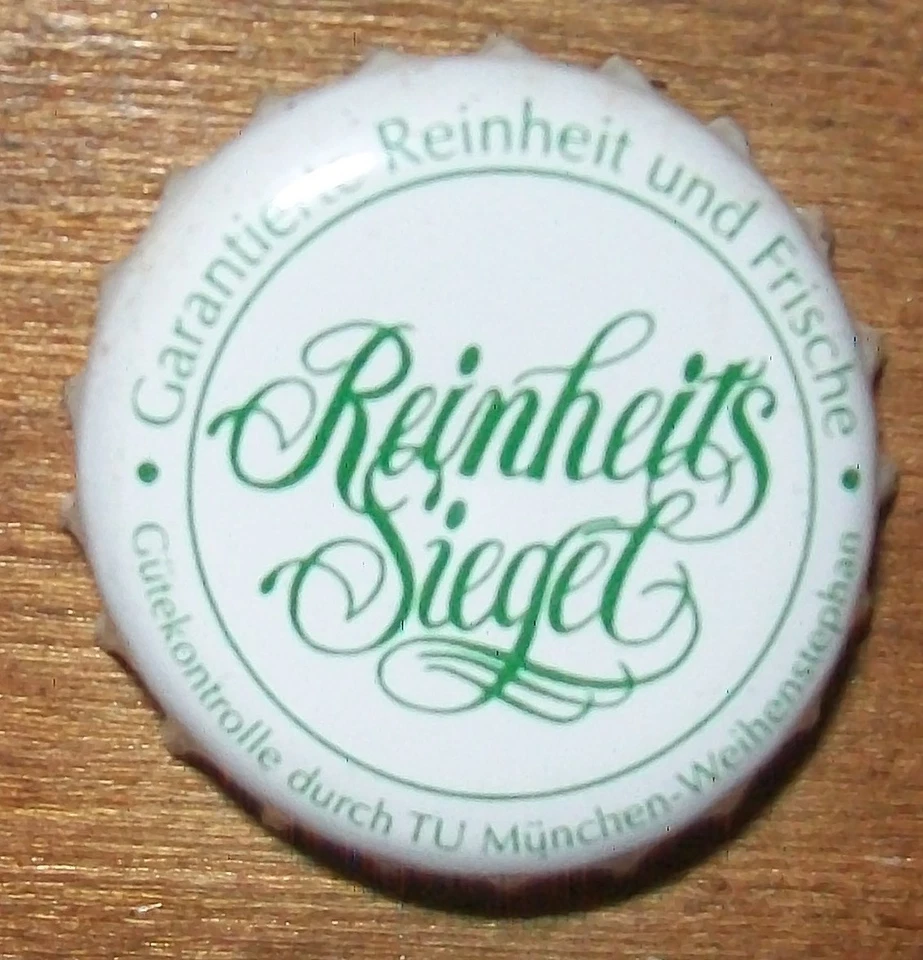 Garantierte Reinheit und Frische
Reinheits
Siegel
• Gütekontrolle durch TU München-Weihenstephan •